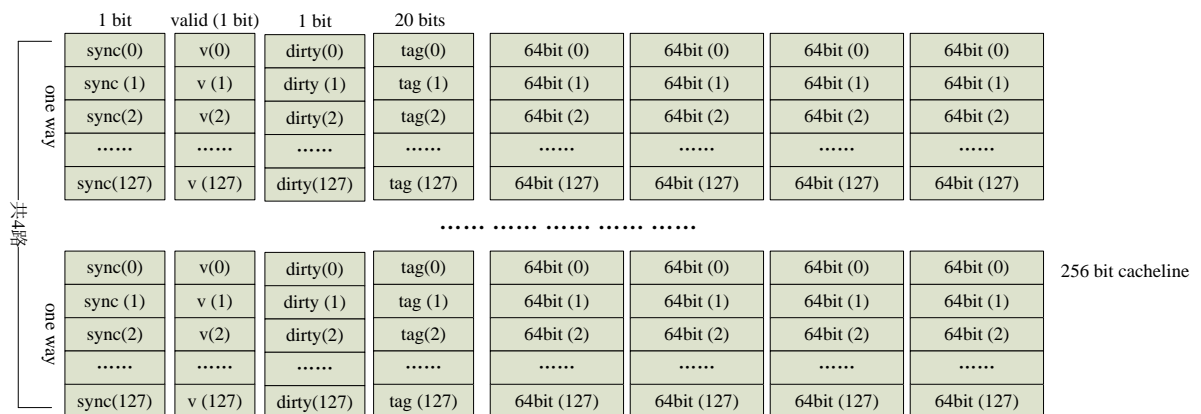 1 bit valid (1 bit) 1 bit 20 bits
sync(0) v(0) dirty(0) tag(0) 64bit (0) 64bit (0) 64bit (0) 64bit (0)
sync (1) v (1) dirty (1) tag (1) 64bit (1) 64bit (1) 64bit (1) 64bit (1)
sync(2) v(2) dirty(2) tag(2) 64bit (2) 64bit (2) 64bit (2) 64bit (2)
…… …… …… …… …… …… …… ……
sync(127) v (127) dirty(127) tag (127) 64bit (127) 64bit (127) 64bit (127) 64bit (127)
one way
共4路
…… …… …… …… ……
sync(0) v(0) dirty(0) tag(0) 64bit (0) 64bit (0) 64bit (0) 64bit (0)
sync (1) v (1) dirty (1) tag (1) 64bit (1) 64bit (1) 64bit (1) 64bit (1)
sync(2) v(2) dirty(2) tag(2) 64bit (2) 64bit (2) 64bit (2) 64bit (2)
…… …… …… …… …… …… …… ……
sync(127) v (127) dirty(127) tag (127) 64bit (127) 64bit (127) 64bit (127) 64bit (127)
one way
256 bit cacheline